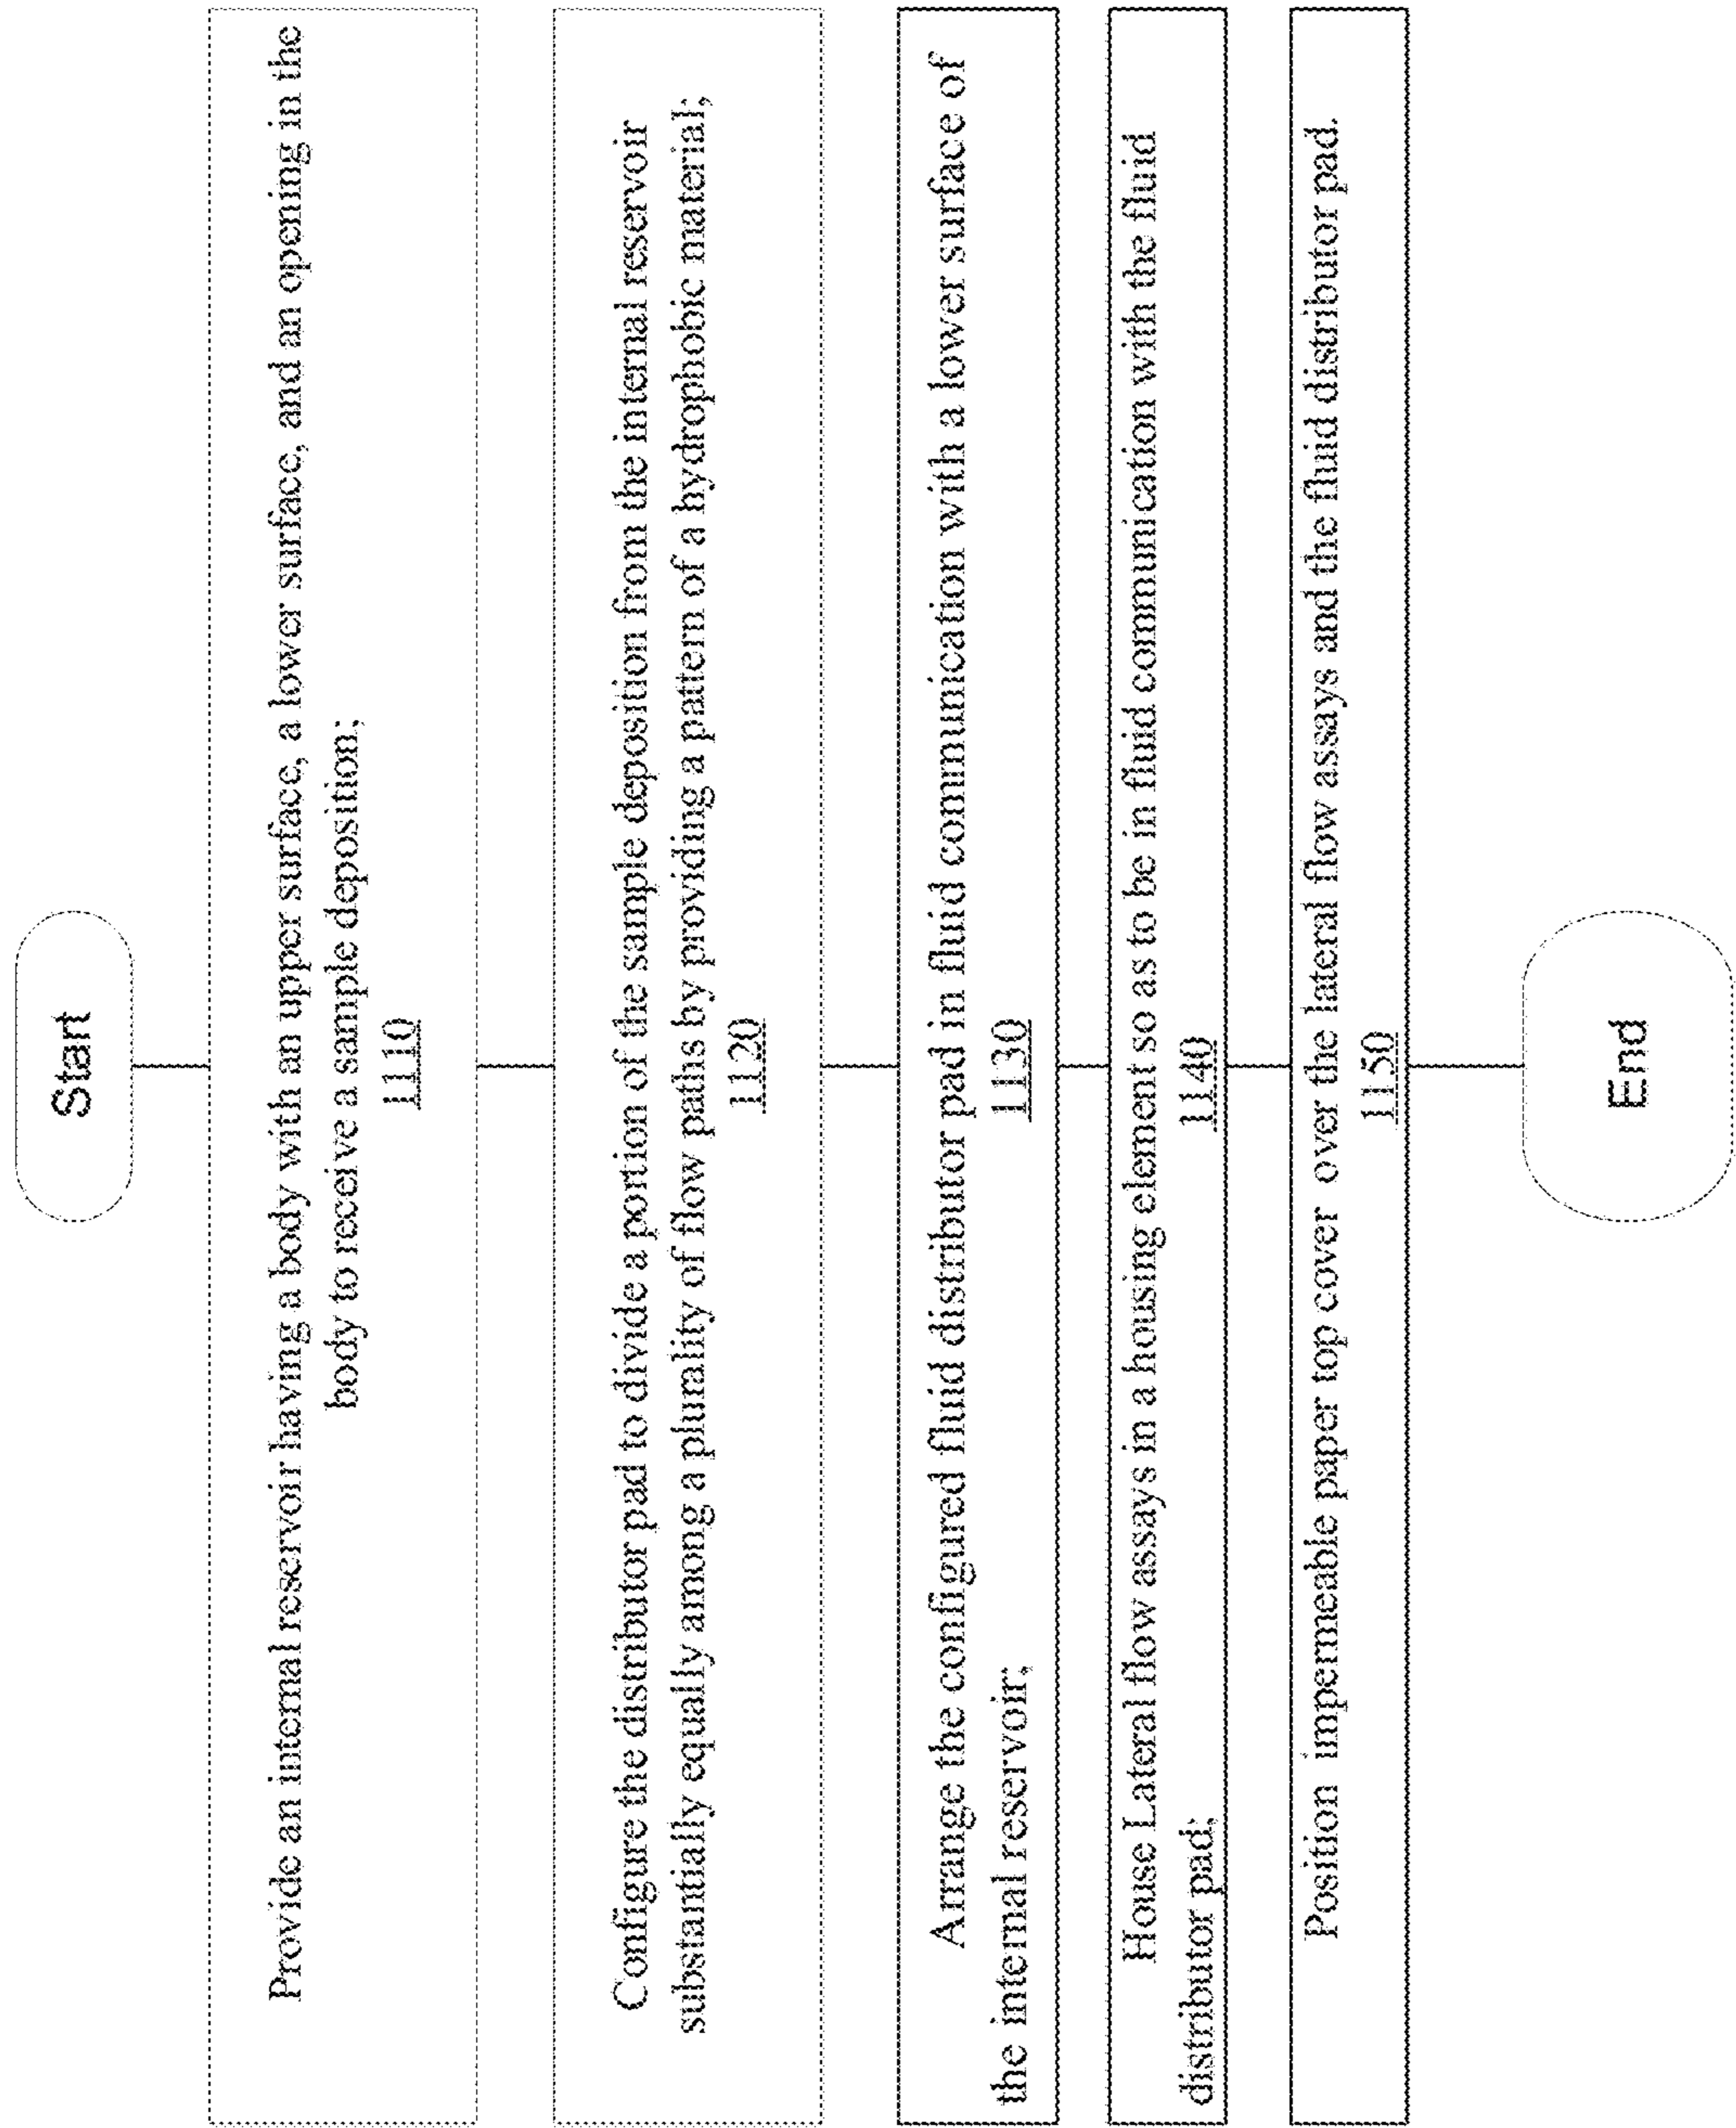 Start
Provide an internal reservoir having a body with an upper surface, a lower surface, and an opening in the
body to receive a sample deposition;
1110
Configure the distributor pad to divide a portion of the sample deposition from the internal reservoir
substantially equally among a plurality of flow paths by providing a pattern of a hydrophobic material;
1120
Arrange the configured fluid distributor pad in fluid communication with a lower surface of
the internal reservoir;
1130
House Lateral flow assays in a housing element so as to be in fluid communication with the fluid
distributor pad;
1140
Position impermeable paper top cover over the lateral flow assays and the fluid distributor pad.
1150
End